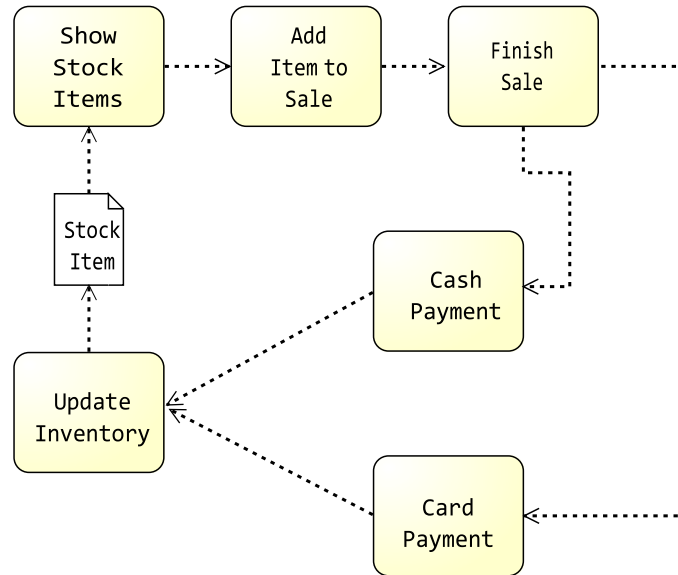 Show
Stock
Items
Add
Item to
Sale
Finish
Sale
Stock
Item
Cash
Payment
Update
Inventory
Card
Payment